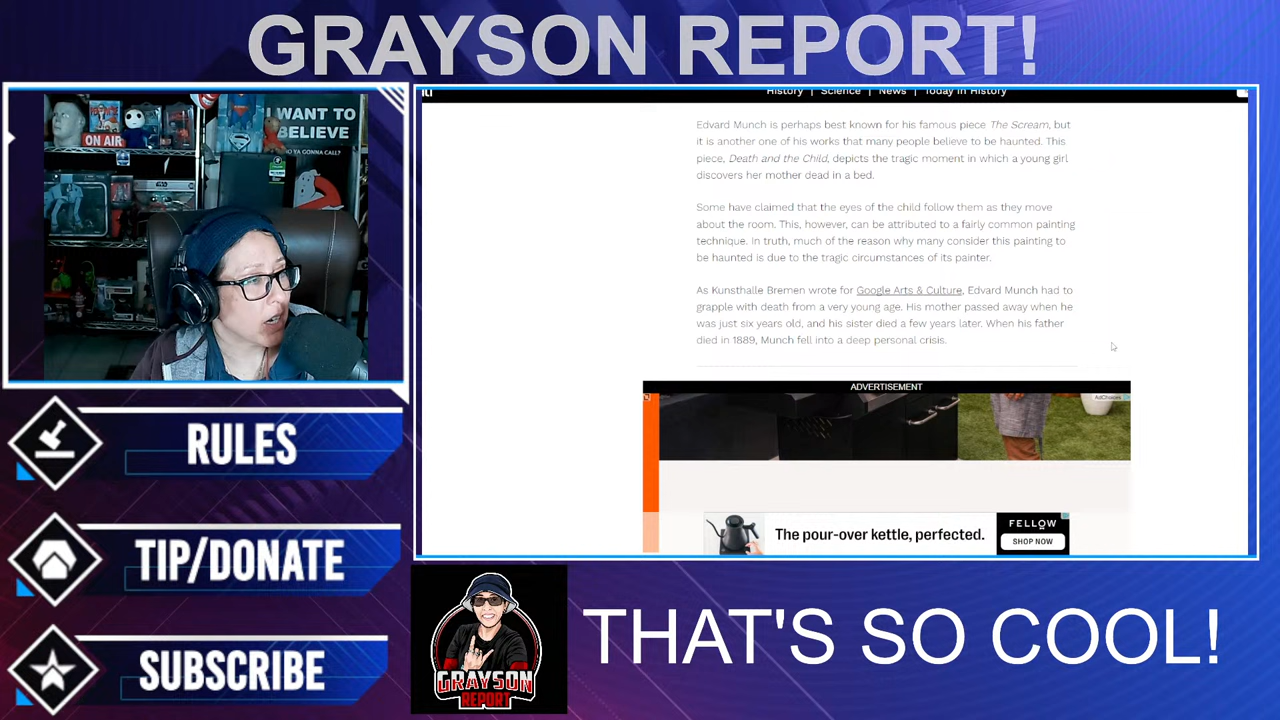 GRAYSON REPORT!
ON AIR
I WANT TO
BELIEVE
YA GONNA CALL?
History | Science | News | Today in History
Edvard Munch is perhaps best known for his famous piece The Scream, but
it is another one of his works that many people believe to be haunted. This
piece, Death and the Child, depicts the tragic moment in which a young girl
discovers her mother dead in a bed.
Some have claimed that the eyes of the child follow them as they move
about the room. This, however, can be attributed to a fairly common painting
technique. In truth, much of the reason why many consider this painting to
be haunted is due to the tragic circumstances of its painter.
As Kunsthalle Bremen wrote for Google Arts & Culture, Edvard Munch had to
grapple with death from a very young age. His mother passed away when he
was just six years old, and his sister died a few years later. When his father
died in 1889, Munch fell into a deep personal crisis.
ADVERTISEMENT
AdChoices
The pour-over kettle, perfected.
FELLOW
SHOP NOW
RULES
TIP/DONATE
SUBSCRIBE
GRAYSON
REPORT
THAT'S SO COOL!